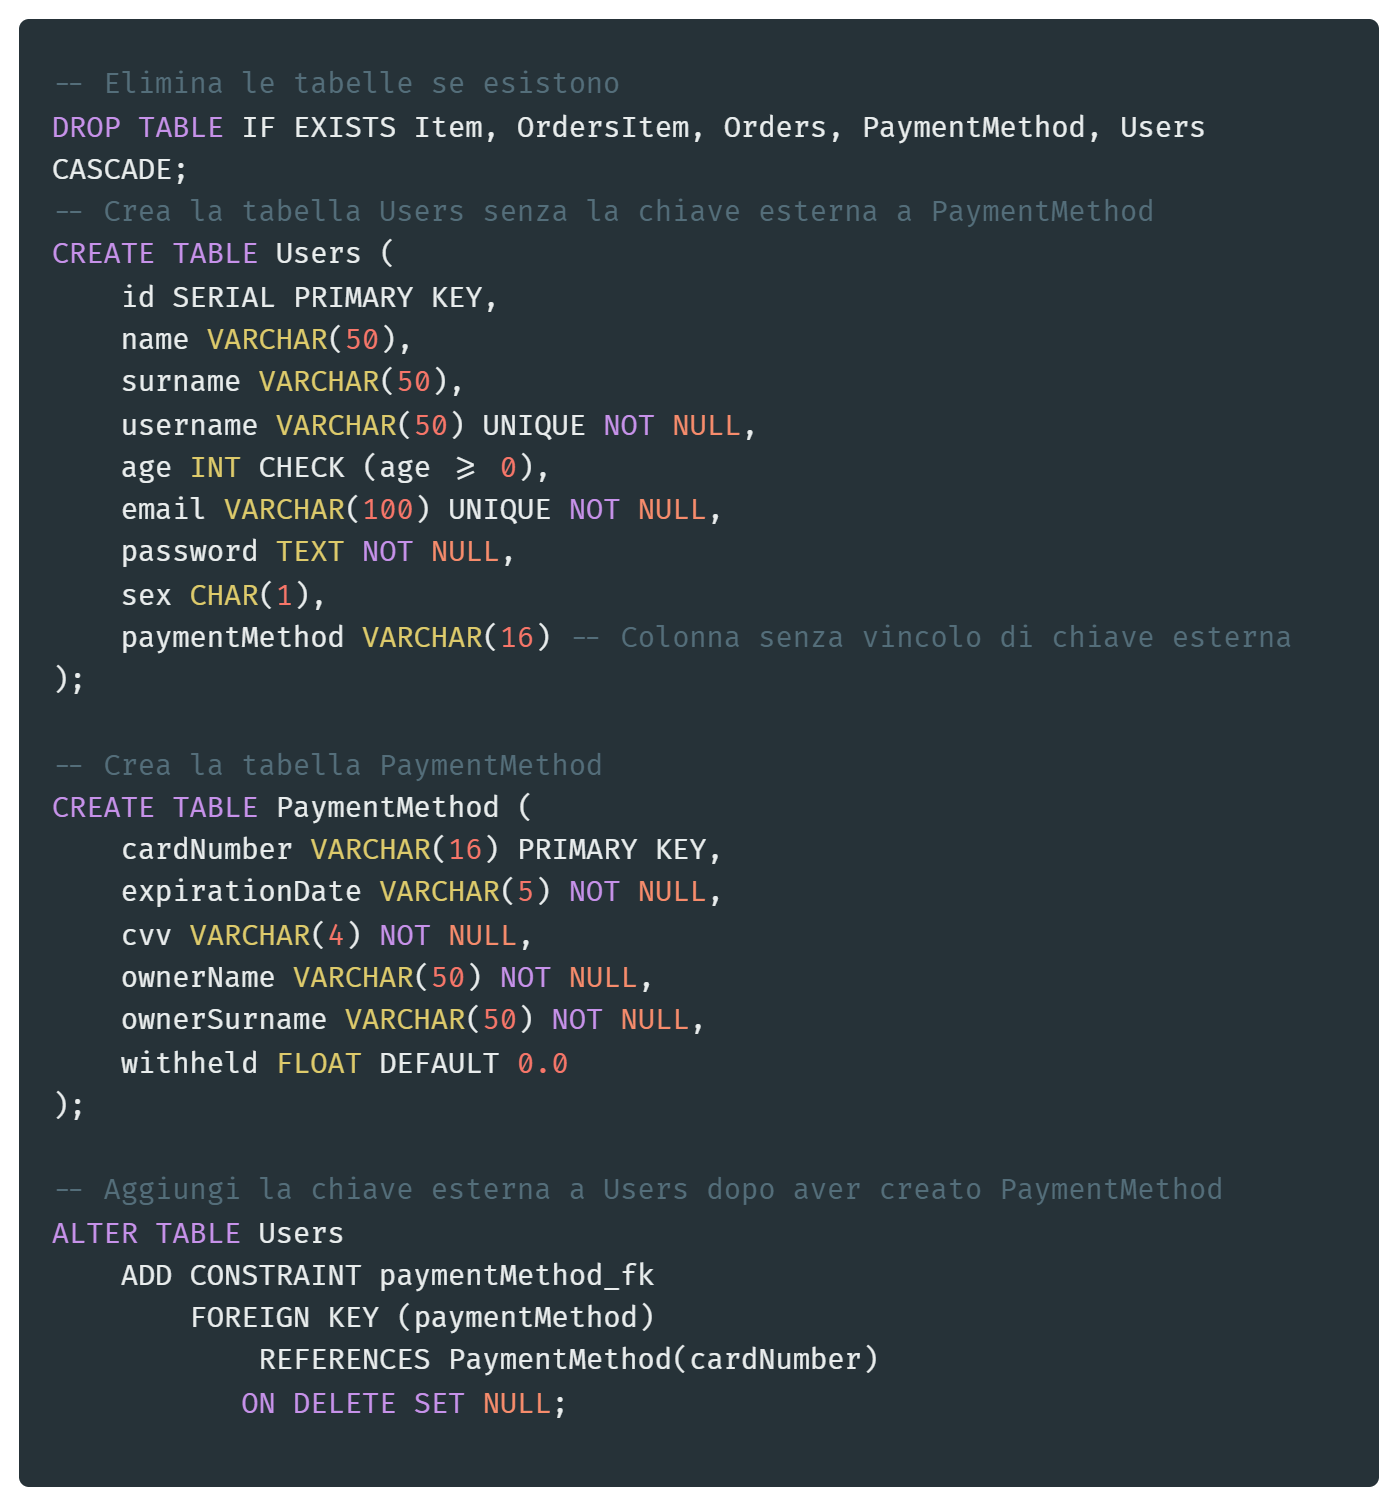 -- Elimina le tabelle se esistono
DROP TABLE IF EXISTS Item, OrdersItem, Orders, PaymentMethod, Users
CASCADE;
-- Crea la tabella Users senza la chiave esterna a PaymentMethod
CREATE TABLE Users (
    id SERIAL PRIMARY KEY,
    name VARCHAR(50),
    surname VARCHAR(50),
    username VARCHAR(50) UNIQUE NOT NULL,
    age INT CHECK (age >= 0),
    email VARCHAR(100) UNIQUE NOT NULL,
    password TEXT NOT NULL,
    sex CHAR(1),
    paymentMethod VARCHAR(16) -- Colonna senza vincolo di chiave esterna
);
-- Crea la tabella PaymentMethod
CREATE TABLE PaymentMethod (
    cardNumber VARCHAR(16) PRIMARY KEY,
    expirationDate VARCHAR(5) NOT NULL,
    cvv VARCHAR(4) NOT NULL,
    ownerName VARCHAR(50) NOT NULL,
    ownerSurname VARCHAR(50) NOT NULL,
    withheld FLOAT DEFAULT 0.0
);
-- Aggiungi la chiave esterna a Users dopo aver creato PaymentMethod
ALTER TABLE Users
    ADD CONSTRAINT paymentMethod_fk
        FOREIGN KEY (paymentMethod)
            REFERENCES PaymentMethod(cardNumber)
           ON DELETE SET NULL;